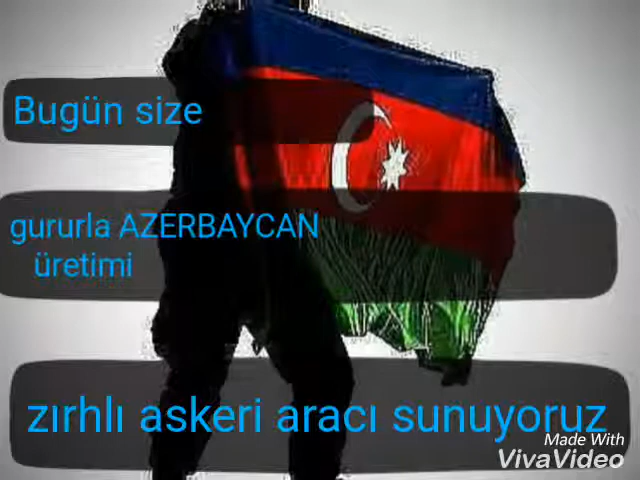 Bugün size
gururla AZERBAYCAN
üretimi
zırhlı askeri aracı sunuyoruz
Made With
VivaVideo